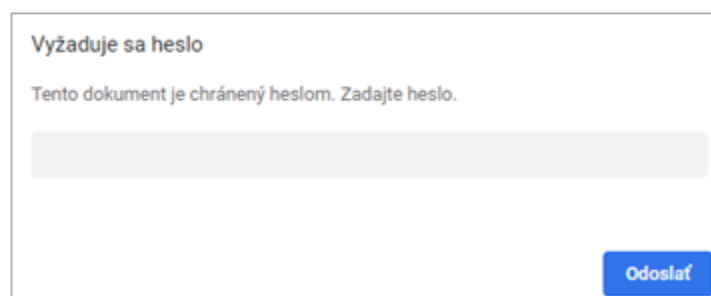 Vyžaduje sa heslo
Tento dokument je chránený heslom. Zadajte heslo.
Odoslať